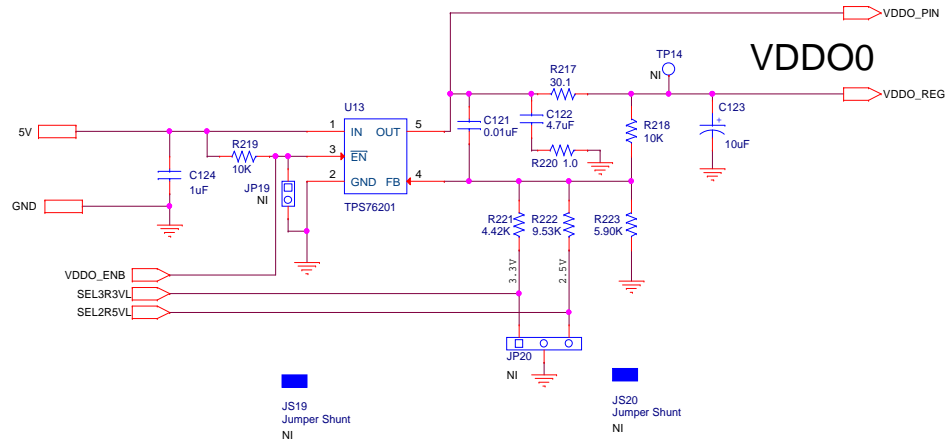 VDDO_PIN
TP14
VDDO0
NI
R217
30.1
VDDO_REG
U13
5V
1
IN
OUT
5
C121
0.01uF
C122
4.7uF
R218
10K
C123
+
10uF
R219
10K
3
EN
C124
1uF
JP19
NI
2
GND
FB
4
R220 1.0
GND
TPS76201
R221
4.42K
R222
9.53K
R223
5.90K
3.3V
2.5V
VDDO_ENB
SEL3R3VL
SEL2R5VL
JP20
NI
JS19
Jumper Shunt
NI
JS20
Jumper Shunt
NI